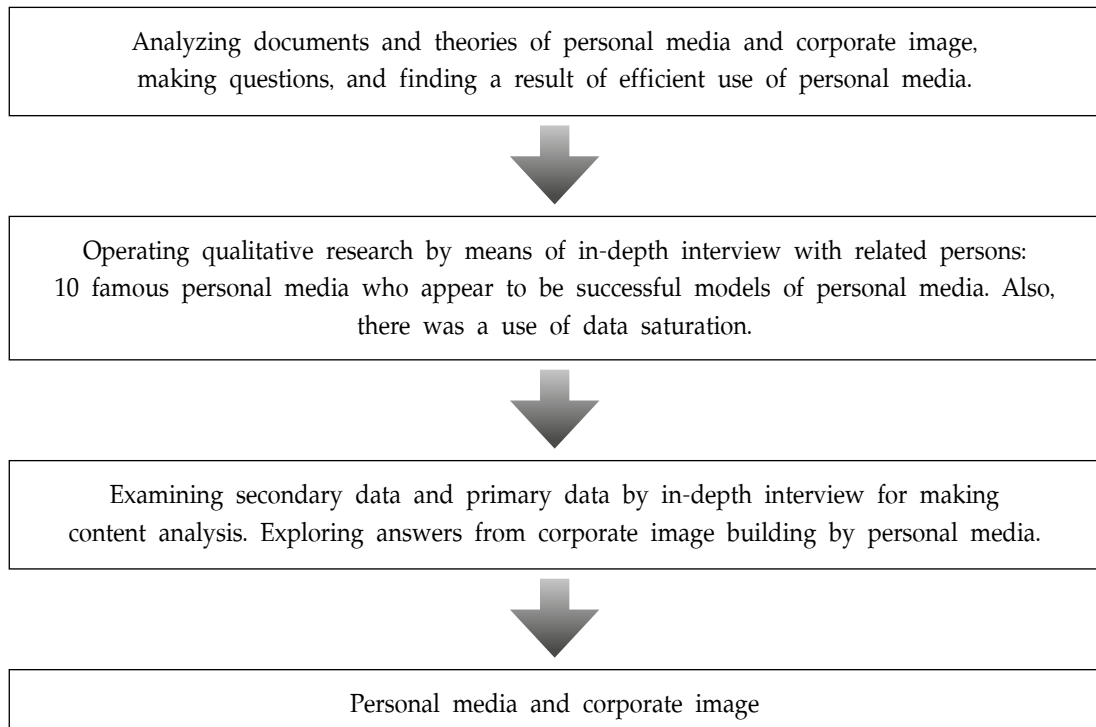 Analyzing documents and theories of personal media and corporate image,
making questions, and finding a result of efficient use of personal media.
Operating qualitative research by means of in-depth interview with related persons:
10 famous personal media who appear to be successful models of personal media. Also,
there was a use of data saturation.
Examining secondary data and primary data by in-depth interview for making
content analysis. Exploring answers from corporate image building by personal media.
Personal media and corporate image